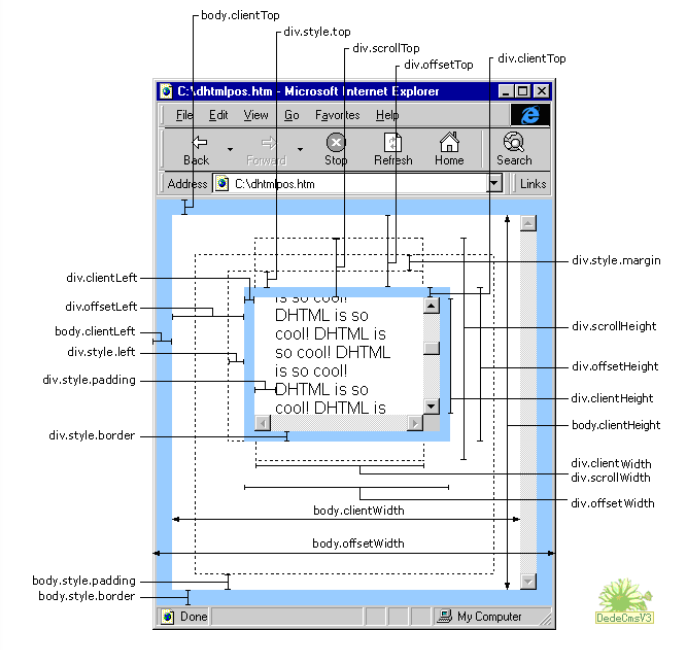 body.clientTop
div.style.top
div.scrollTop
div.offsetTop
div.clientTop
C:\dhtmlpos.htm - Microsoft Internet Explorer
File Edit View Go Favorites Help
Back Forward Stop Refresh Home Search
Address C:\dhtmlpos.htm Links
div.style.margin
div.clientLeft
div.offsetLeft
body.clientLeft
div.style.left
div.style.padding
div.style.border
is so cool!
DHTML is so
cool! DHTML is
so cool! DHTML
is so cool!
DHTML is so
cool! DHTML is
div.scrollHeight
div.offsetHeight
div.clientHeight
body.clientHeight
div.clientWidth
div.scrollWidth
div.offsetWidth
body.clientWidth
body.offsetWidth
body.style.padding
body.style.border
Done My Computer
DedeCmsV3